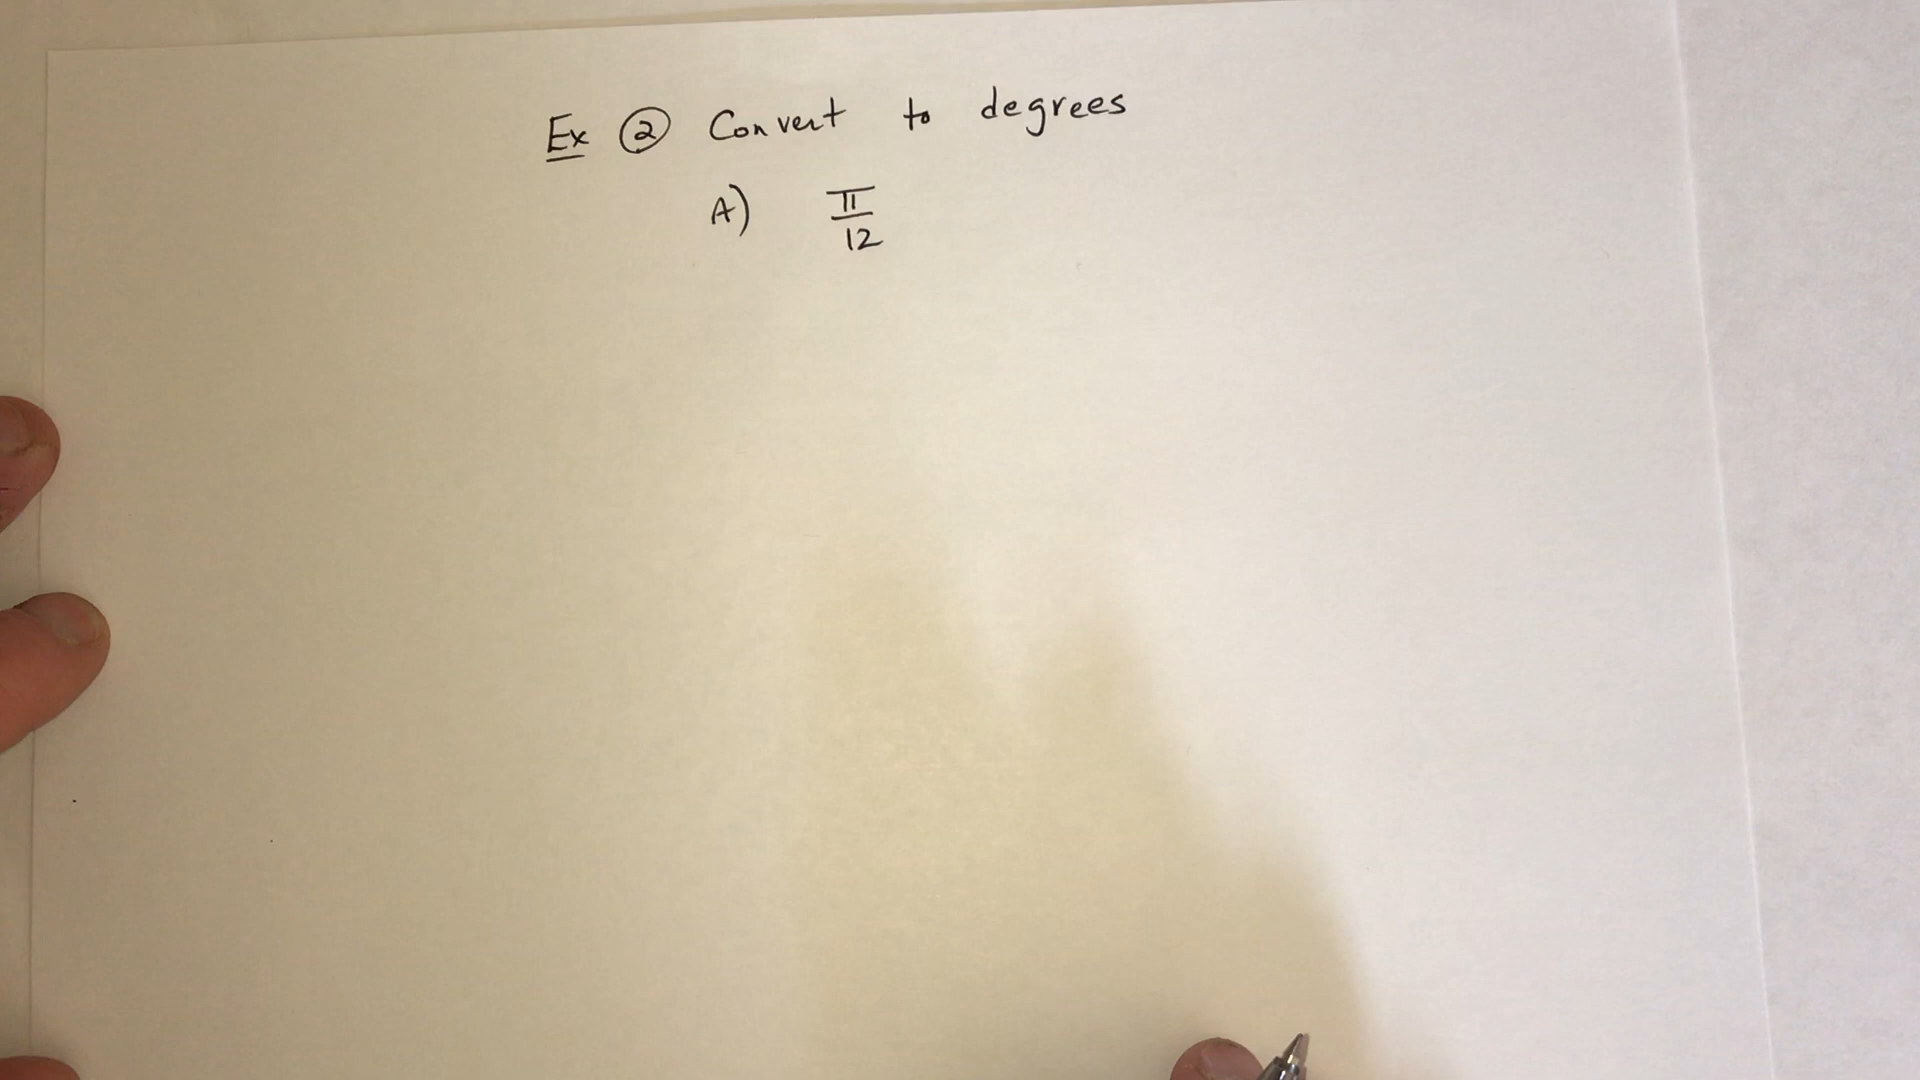 Ex ② Convert to degrees
A) π/12